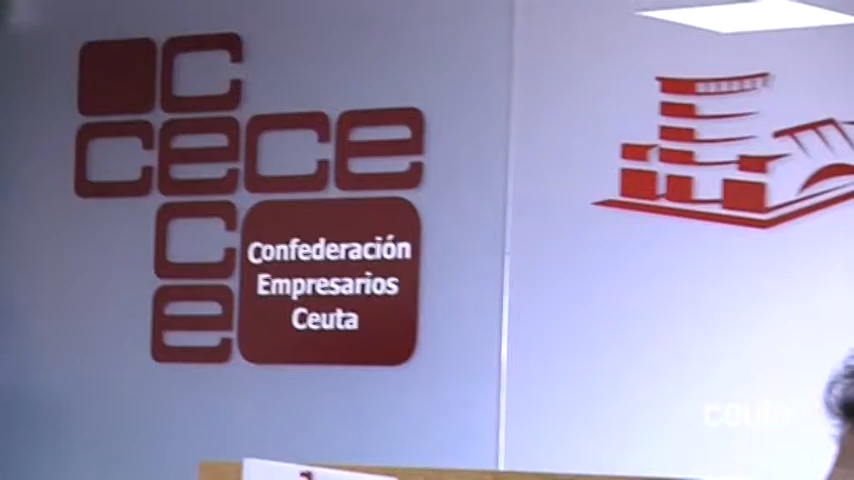 c
cece
c
e
Confederación
Empresarios
Ceuta
ceuta